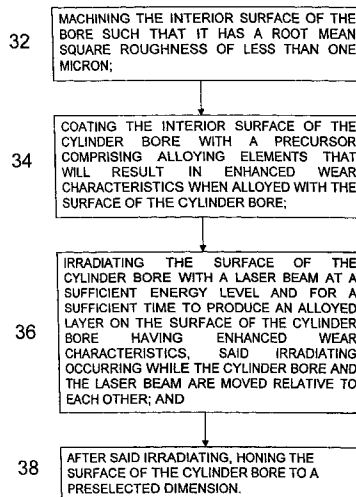 32
MACHINING THE INTERIOR SURFACE OF THE
BORE SUCH THAT IT HAS A ROOT MEAN
SQUARE ROUGHNESS OF LESS THAN ONE
MICRON;
34
COATING THE INTERIOR SURFACE OF THE
CYLINDER BORE WITH A PRECURSOR
COMPRISING ALLOYING ELEMENTS THAT
WILL RESULT IN ENHANCED WEAR
CHARACTERISTICS WHEN ALLOYED WITH THE
SURFACE OF THE CYLINDER BORE;
36
IRRADIATING THE SURFACE OF THE
CYLINDER BORE WITH A LASER BEAM AT A
SUFFICIENT ENERGY LEVEL AND FOR A
SUFFICIENT TIME TO PRODUCE AN ALLOYED
LAYER ON THE SURFACE OF THE CYLINDER
BORE HAVING ENHANCED WEAR
CHARACTERISTICS, SAID IRRADIATING
OCCURRING WHILE THE CYLINDER BORE AND
THE LASER BEAM ARE MOVED RELATIVE TO
EACH OTHER; AND
38
AFTER SAID IRRADIATING, HONING THE
SURFACE OF THE CYLINDER BORE TO A
PRESELECTED DIMENSION.